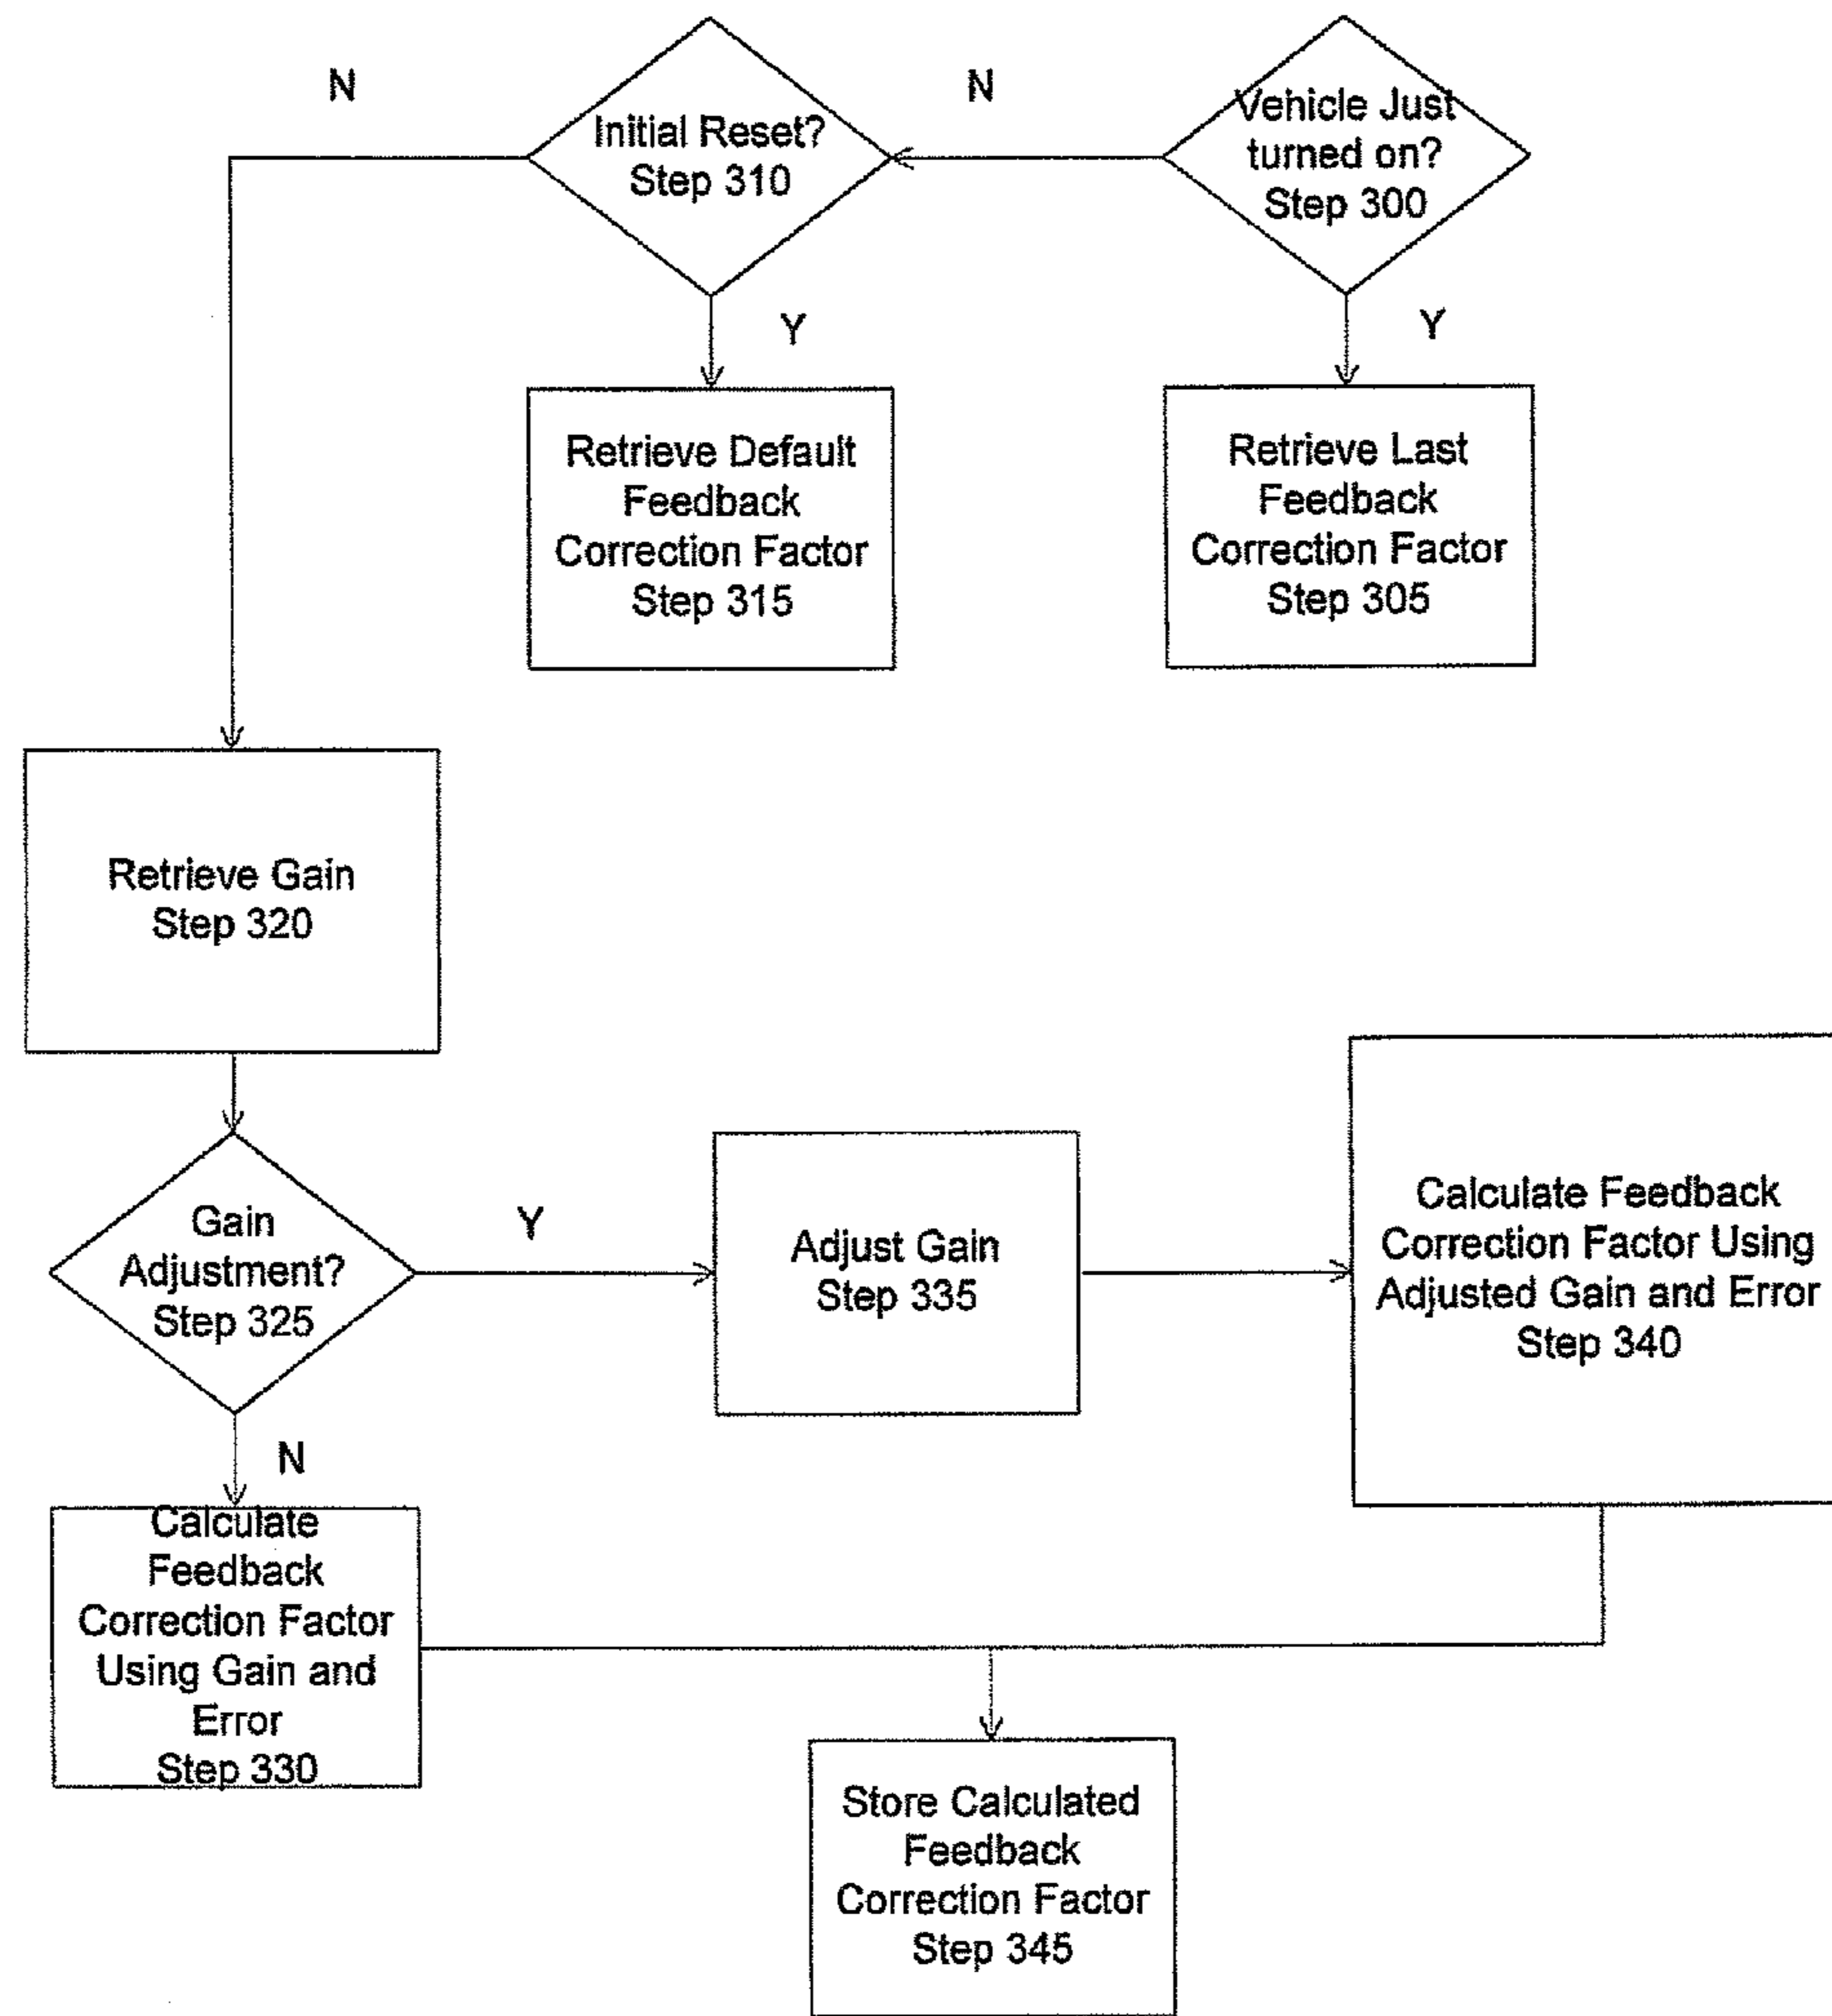 N
Initial Reset?
Step 310
N
Vehicle Just
turned on?
Step 300
Y
Retrieve Default
Feedback
Correction Factor
Step 315
Y
Retrieve Last
Feedback
Correction Factor
Step 305
Retrieve Gain
Step 320
Gain
Adjustment?
Step 325
Y
Adjust Gain
Step 335
Calculate Feedback
Correction Factor Using
Adjusted Gain and Error
Step 340
N
Calculate
Feedback
Correction Factor
Using Gain and
Error
Step 330
Store Calculated
Feedback
Correction Factor
Step 345